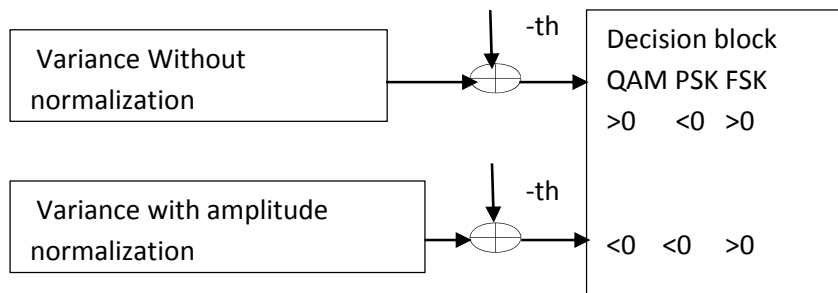 Variance Without
normalization
-th
Decision block
QAM PSK FSK
>0 <0 >0
Variance with amplitude
normalization
-th
<0 <0 >0